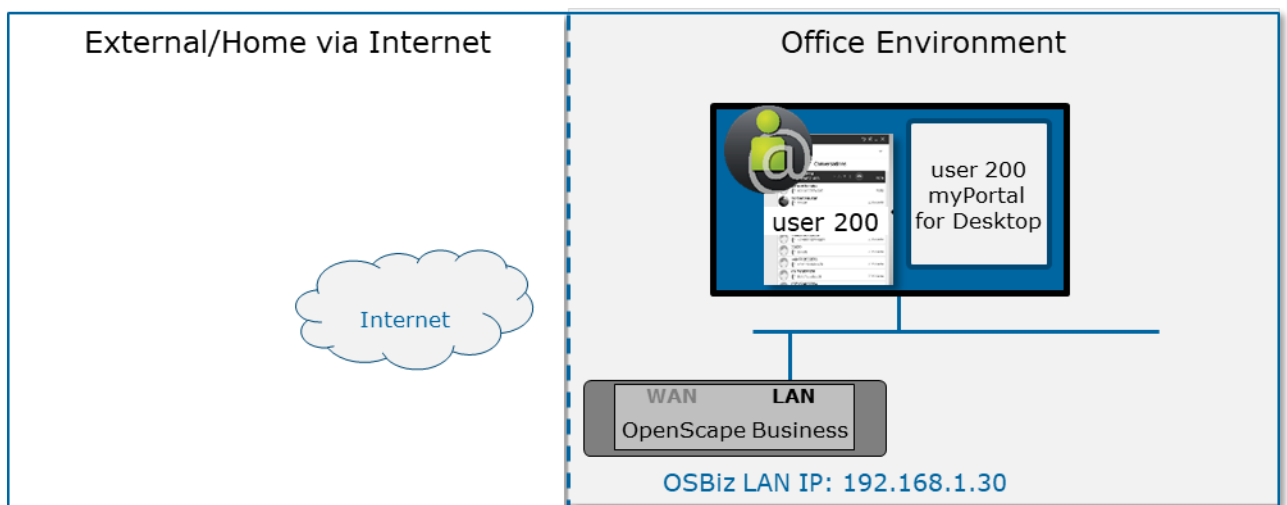 External/Home via Internet
Office Environment
@
Conversations
user 200
user 200
myPortal
for Desktop
Internet
WAN LAN
OpenScape Business
OSBiz LAN IP: 192.168.1.30